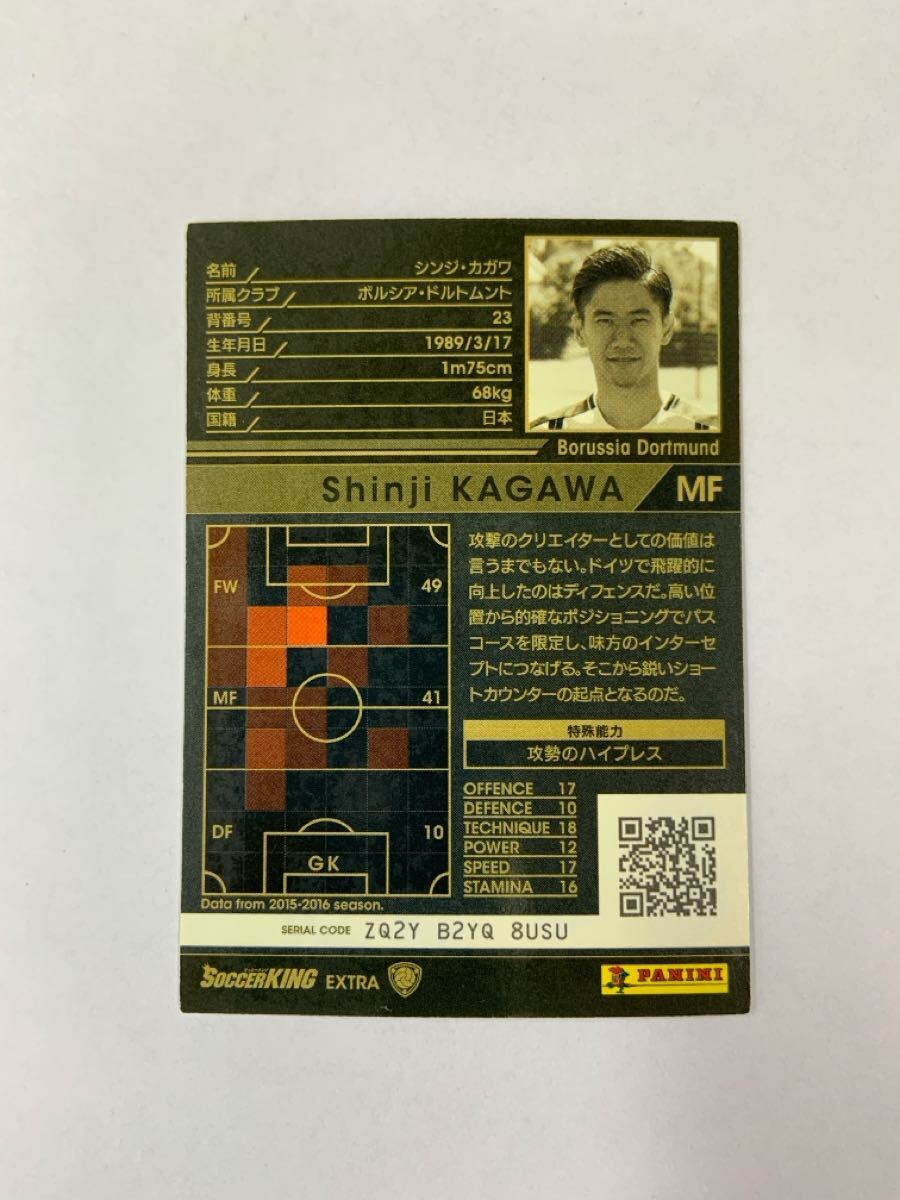 名前 シンジ・カガワ
所属クラブ ボルシア・ドルトムント
背番号 23
生年月日 1989/3/17
身長 1m75cm
体重 68kg
国籍 日本
Borussia Dortmund
Shinji KAGAWA MF
FW 49
MF 41
DF 10
GK
Data from 2015-2016 season.
攻撃のクリエイターとしての価値は
言うまでもない。ドイツで飛躍的に
向上したのはディフェンスだ。高い位
置から的確なポジショニングでパス
コースを限定し、味方のインターセ
プトにつなげる。そこから鋭いショー
トカウンターの起点となるのだ。
特殊能力
攻勢のハイプレス
OFFENCE 17
DEFENCE 10
TECHNIQUE 18
POWER 12
SPEED 17
STAMINA 16
SERIAL CODE ZQ2Y B2YQ 8USU
SOCCERKING EXTRA
PANINI